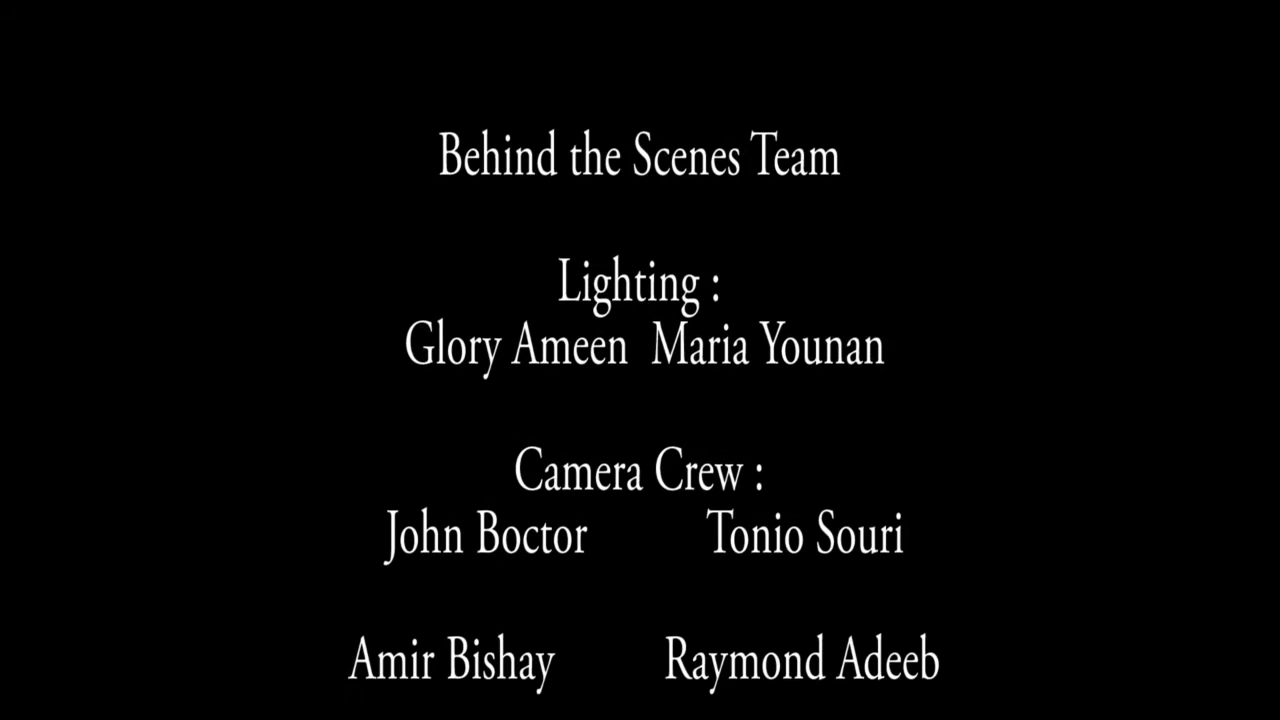 Behind the Scenes Team
Lighting :
Glory Ameen Maria Younan
Camera Crew :
John Boctor Tonio Souri
Amir Bishay Raymond Adeeb